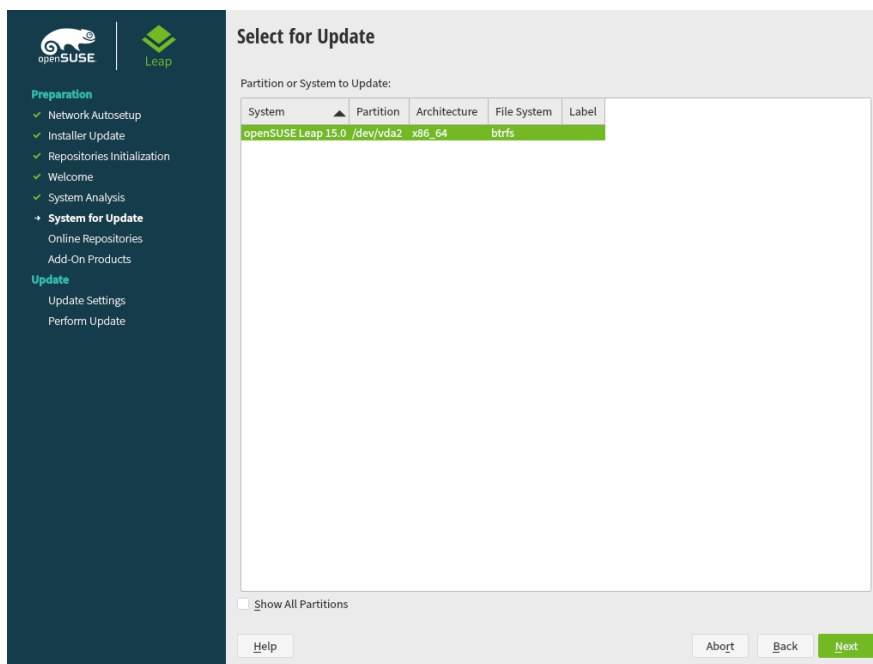 openSUSE
Leap
Preparation
Network Autosetup
Installer Update
Repositories Initialization
Welcome
System Analysis
System for Update
Online Repositories
Add-On Products
Update
Update Settings
Perform Update
Select for Update
Partition or System to Update:
System Partition Architecture File System Label
openSUSE Leap 15.0 /dev/vda2 x86_64 btrfs
Show All Partitions
Help Abort Back Next